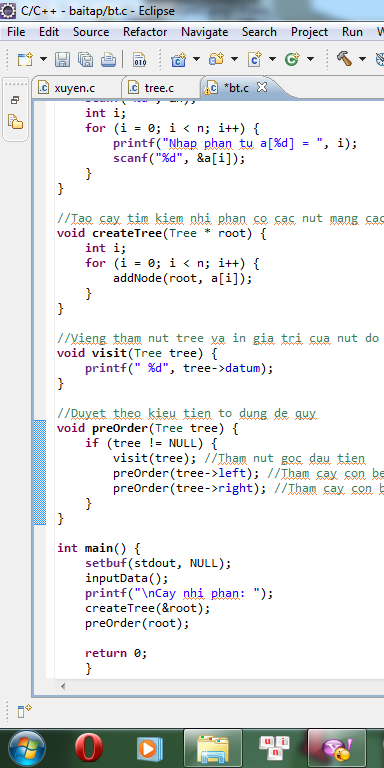 C/C++ - baitap/bt.c - Eclipse
File Edit Source Refactor Navigate Search Project Run W
xuyen.c tree.c *bt.c
int i;
for (i = 0; i < n; i++) {
printf("Nhap phan tu a[%d] = ", i);
scanf("%d", &a[i]);
}
}
//Tao cay tim kiem nhi phan co cac nut mang cac
void createTree(Tree * root) {
int i;
for (i = 0; i < n; i++) {
addNode(root, a[i]);
}
}
//Vieng tham nut tree va in gia tri cua nut do
void visit(Tree tree) {
printf(" %d", tree->datum);
}
//Duyet theo kieu tien to dung de quy
void preOrder(Tree tree) {
if (tree != NULL) {
visit(tree); //Tham nut goc dau tien
preOrder(tree->left); //Tham cay con be
preOrder(tree->right); //Tham cay con b
}
}
int main() {
setbuf(stdout, NULL);
inputData();
printf("\nCay nhi phan: ");
createTree(&root);
preOrder(root);
return 0;
}